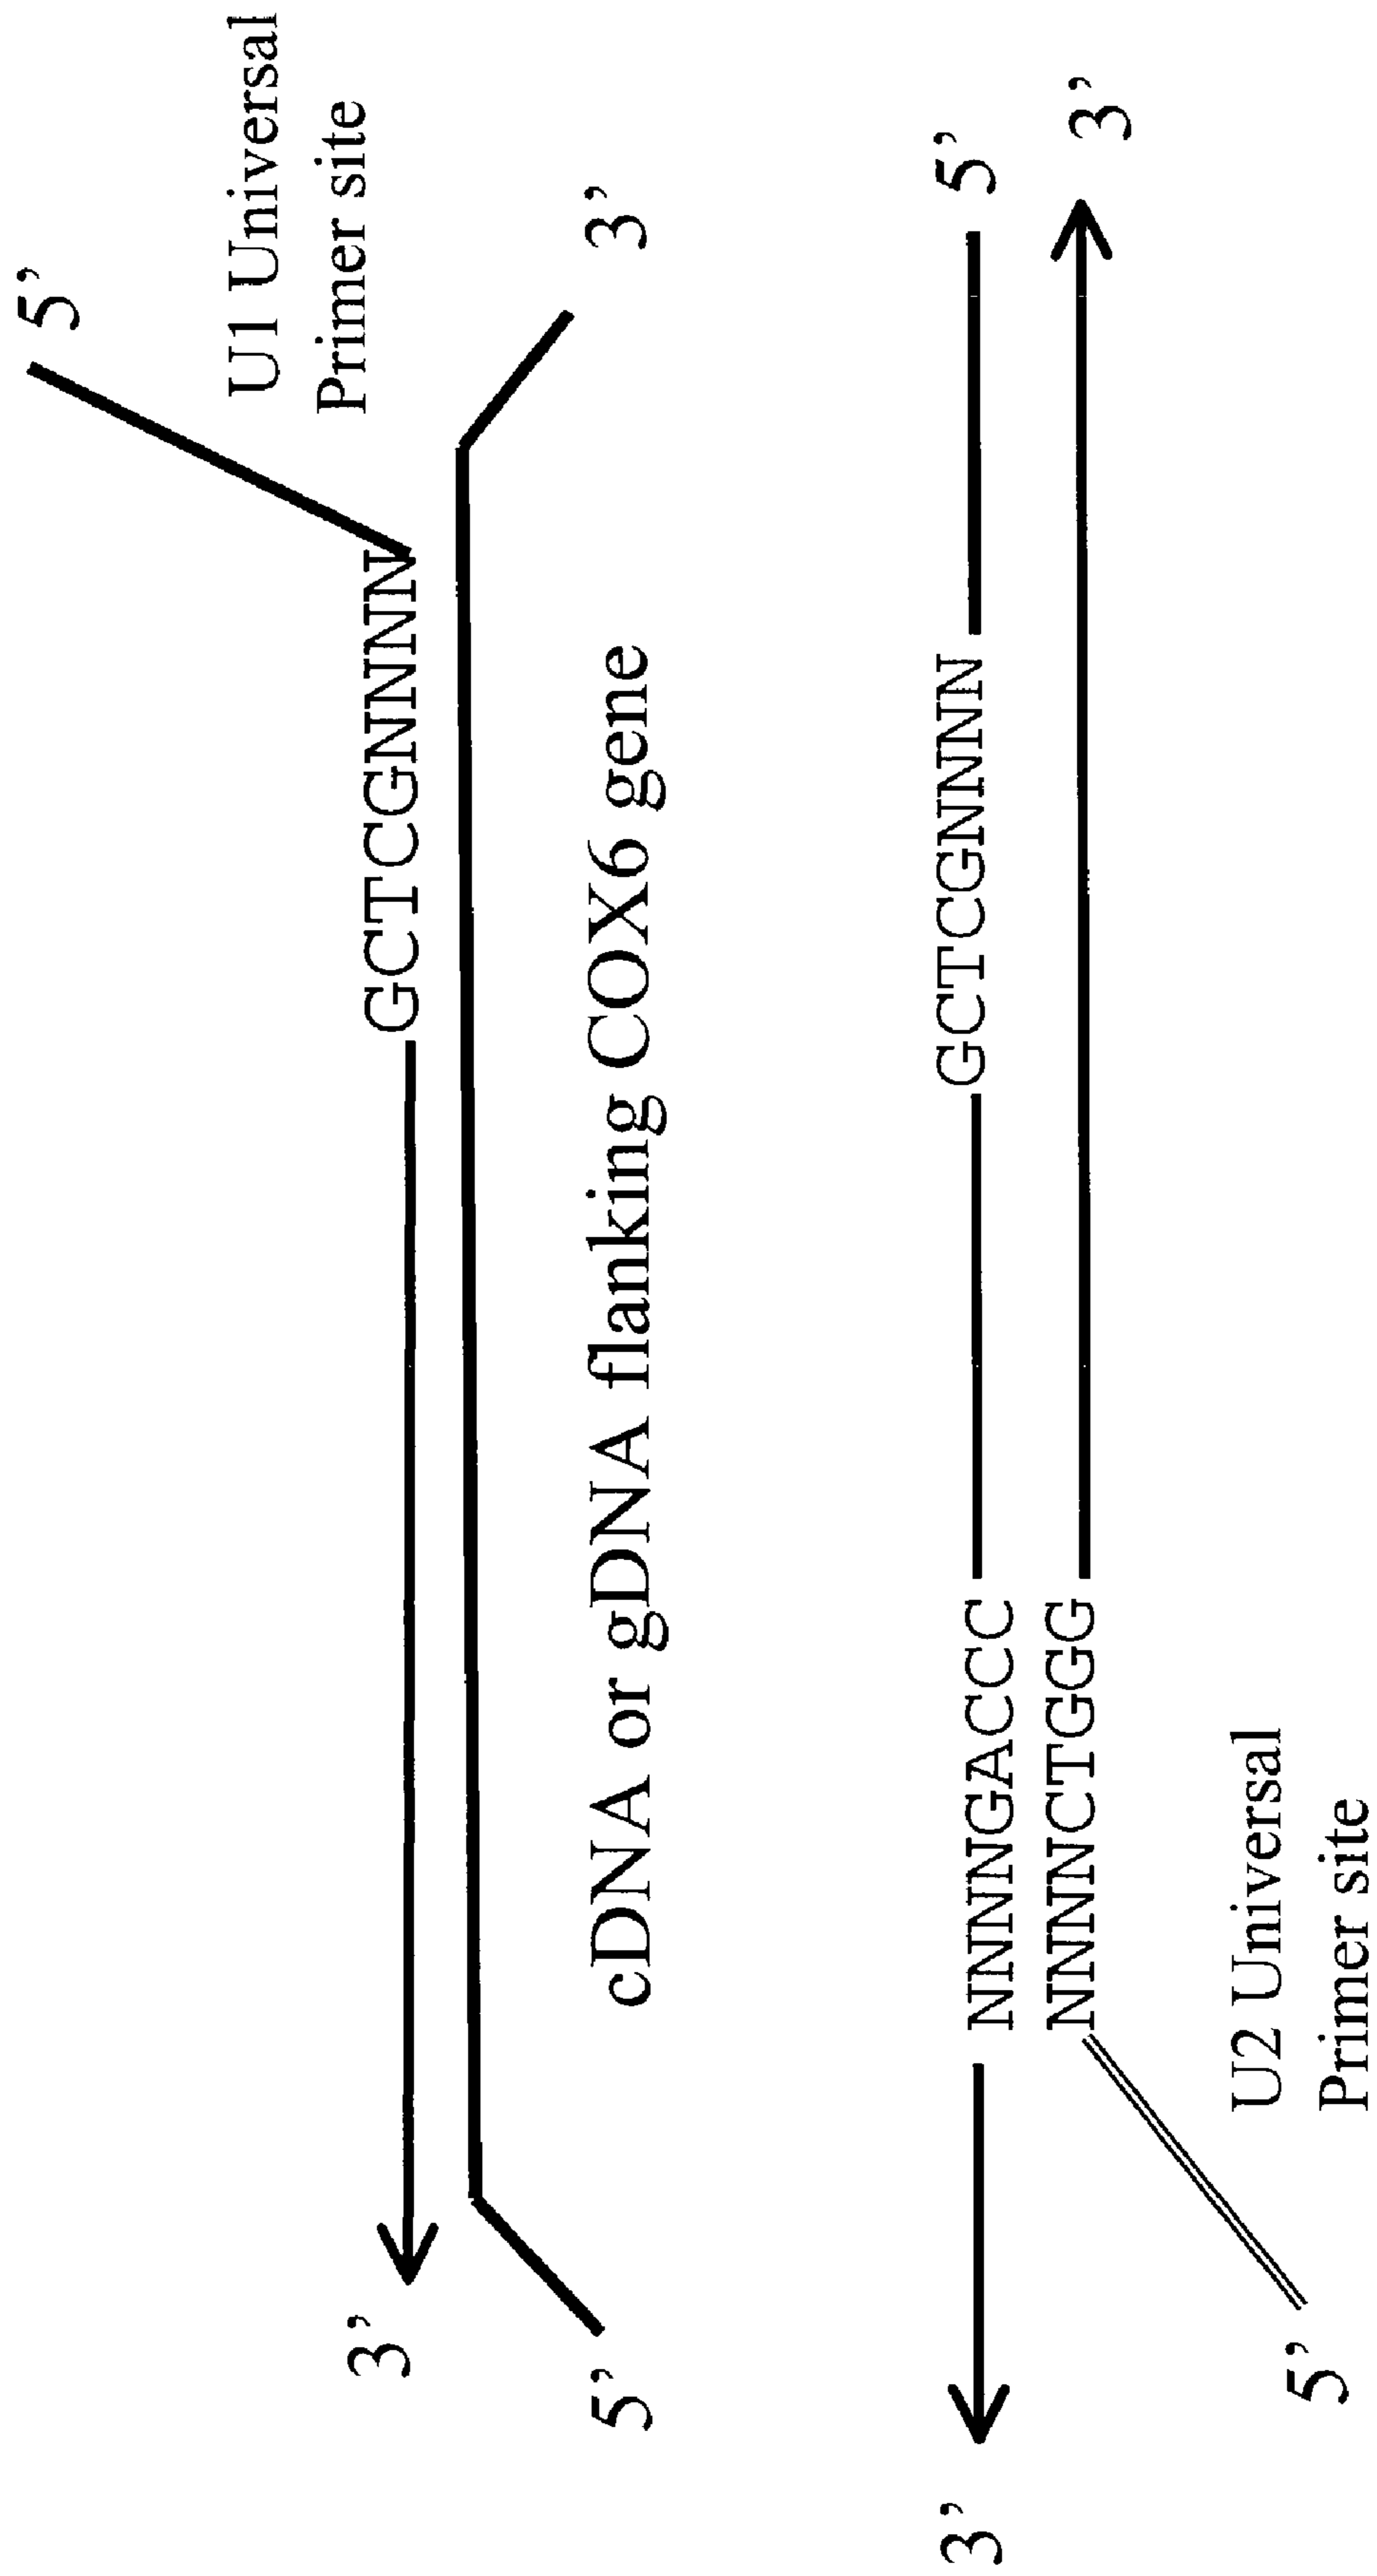 5’
U1 Universal
Primer site
3’ GCTCGNNNN
5’ 3’
cDNA or gDNA flanking COX6 gene
3’ NNNNGACCC GCTCGNNNN 5’
NNNNCTGGG 3’
U2 Universal
Primer site
5’